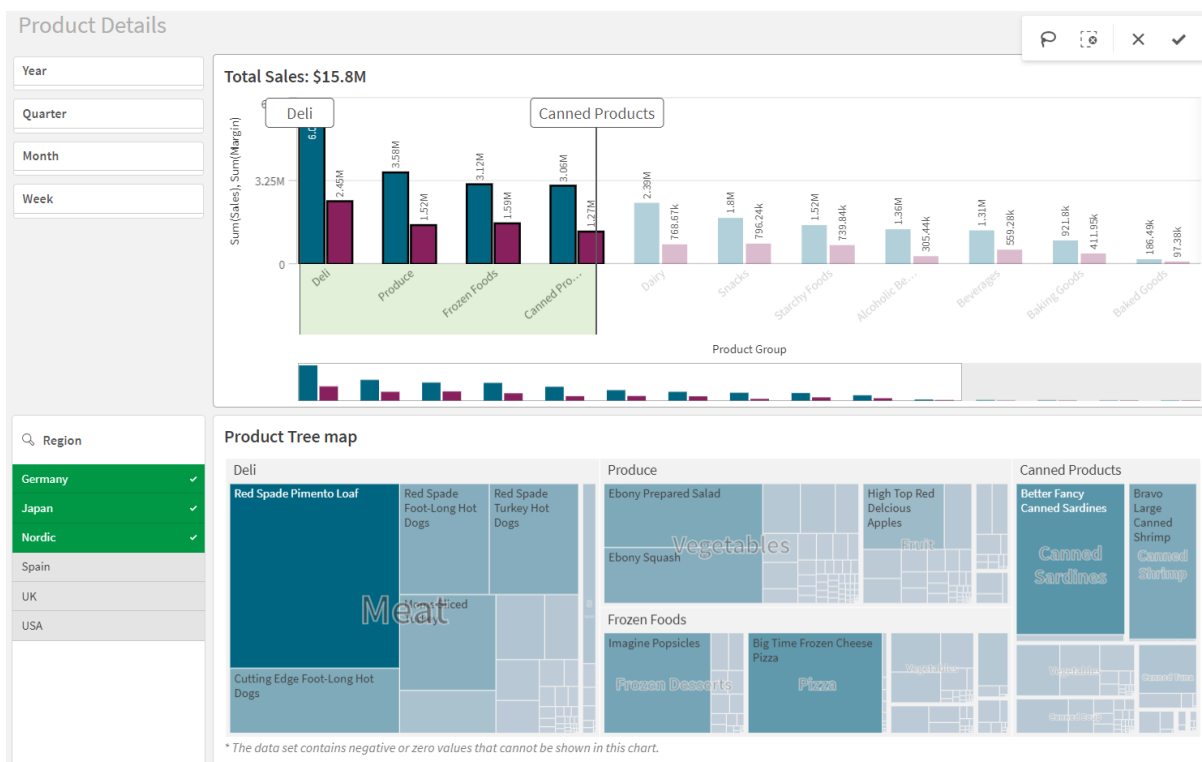 Product Details
Year
Quarter
Month
Week
Total Sales: $15.8M
Deli
Canned Products
Sum(Sales), Sum(Margin)
6
3.25M
0
6.0
2.45M
3.58M
1.52M
3.12M
1.59M
3.06M
1.27M
2.39M
768.67k
1.8M
796.24k
1.52M
739.84k
1.36M
305.44k
1.31M
559.28k
921.8k
411.95k
186.49k
97.38k
Deli
Produce
Frozen Foods
Canned Pro...
Dairy
Snacks
Starchy Foods
Alcoholic Be...
Beverages
Baking Goods
Baked Goods
Product Group
Region
Germany
Japan
Nordic
Spain
UK
USA
Product Tree map
Deli
Red Spade Pimento Loaf
Red Spade
Foot-Long Hot
Dogs
Red Spade
Turkey Hot
Dogs
Meat
Cutting Edge Foot-Long Hot
Dogs
Produce
Ebony Prepared Salad
Vegetables
Ebony Squash
High Top Red
Delcious
Apples
Fruit
Frozen Foods
Imagine Popsicles
Frozen Desserts
Big Time Frozen Cheese
Pizza
Pizza
Vegetables
Canned Products
Better Fancy
Canned Sardines
Canned
Sardines
Bravo
Large
Canned
Shrimp
Canned
Shrimp
Vegetables
Canned Tuna
* The data set contains negative or zero values that cannot be shown in this chart.